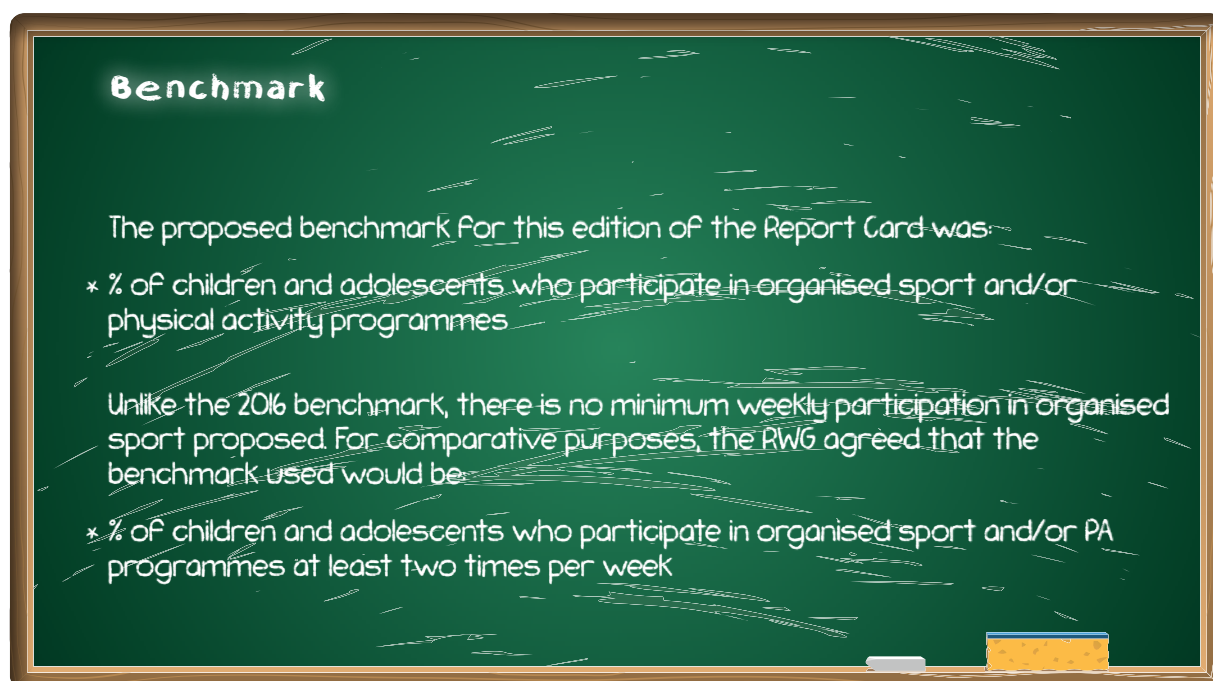 Benchmark
The proposed benchmark for this edition of the Report Card was:
* % of children and adolescents who participate in organised sport and/or
physical activity programmes
Unlike the 2016 benchmark, there is no minimum weekly participation in organised
sport proposed. For comparative purposes, the RWG agreed that the
benchmark used would be:
* % of children and adolescents who participate in organised sport and/or PA
programmes at least two times per week